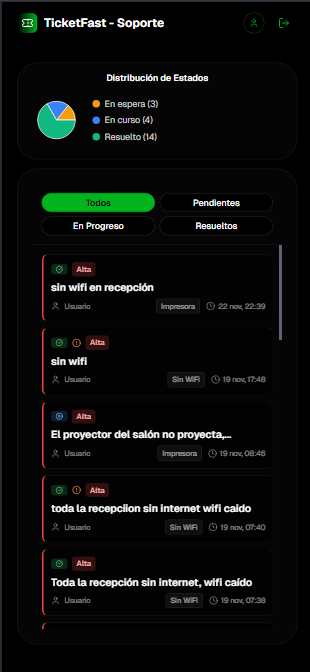 TicketFast - Soporte
Distribución de Estados
En espera (3)
En curso (4)
Resuelto (14)
Todos
Pendientes
En Progreso
Resueltos
Alta
sin wifi en recepción
Usuario
Impresora
22 nov, 22:39
Alta
sin wifi
Usuario
Sin WiFi
19 nov, 17:48
Alta
El proyector del salón no proyecta,...
Usuario
Impresora
19 nov, 08:46
Alta
toda la recepciion sin internet wifi caido
Usuario
Sin WiFi
19 nov, 07:40
Alta
Toda la recepción sin internet, wifi caído
Usuario
Sin WiFi
19 nov, 07:38